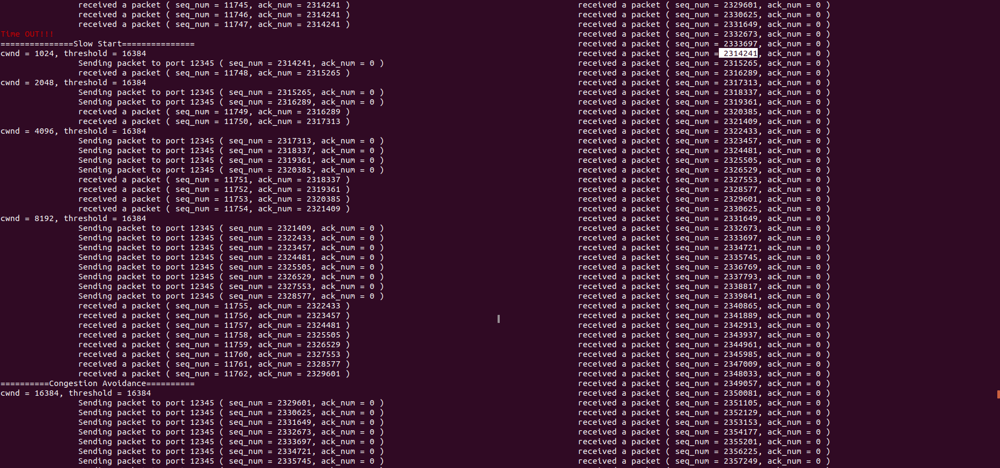 received a packet ( seq_num = 11745, ack_num = 2314241 )
received a packet ( seq_num = 11746, ack_num = 2314241 )
received a packet ( seq_num = 11747, ack_num = 2314241 )
Time OUT!!!
===============Slow Start===============
cwnd = 1024, threshold = 16384
Sending packet to port 12345 ( seq_num = 2314241, ack_num = 0 )
received a packet ( seq_num = 11748, ack_num = 2315265 )
cwnd = 2048, threshold = 16384
Sending packet to port 12345 ( seq_num = 2315265, ack_num = 0 )
Sending packet to port 12345 ( seq_num = 2316289, ack_num = 0 )
received a packet ( seq_num = 11749, ack_num = 2316289 )
received a packet ( seq_num = 11750, ack_num = 2317313 )
cwnd = 4096, threshold = 16384
Sending packet to port 12345 ( seq_num = 2317313, ack_num = 0 )
Sending packet to port 12345 ( seq_num = 2318337, ack_num = 0 )
Sending packet to port 12345 ( seq_num = 2319361, ack_num = 0 )
Sending packet to port 12345 ( seq_num = 2320385, ack_num = 0 )
received a packet ( seq_num = 11751, ack_num = 2318337 )
received a packet ( seq_num = 11752, ack_num = 2319361 )
received a packet ( seq_num = 11753, ack_num = 2320385 )
received a packet ( seq_num = 11754, ack_num = 2321409 )
cwnd = 8192, threshold = 16384
Sending packet to port 12345 ( seq_num = 2321409, ack_num = 0 )
Sending packet to port 12345 ( seq_num = 2322433, ack_num = 0 )
Sending packet to port 12345 ( seq_num = 2323457, ack_num = 0 )
Sending packet to port 12345 ( seq_num = 2324481, ack_num = 0 )
Sending packet to port 12345 ( seq_num = 2325505, ack_num = 0 )
Sending packet to port 12345 ( seq_num = 2326529, ack_num = 0 )
Sending packet to port 12345 ( seq_num = 2327553, ack_num = 0 )
Sending packet to port 12345 ( seq_num = 2328577, ack_num = 0 )
received a packet ( seq_num = 11755, ack_num = 2322433 )
received a packet ( seq_num = 11756, ack_num = 2323457 )
received a packet ( seq_num = 11757, ack_num = 2324481 )
received a packet ( seq_num = 11758, ack_num = 2325505 )
received a packet ( seq_num = 11759, ack_num = 2326529 )
received a packet ( seq_num = 11760, ack_num = 2327553 )
received a packet ( seq_num = 11761, ack_num = 2328577 )
received a packet ( seq_num = 11762, ack_num = 2329601 )
==========Congestion Avoidance==========
cwnd = 16384, threshold = 16384
Sending packet to port 12345 ( seq_num = 2329601, ack_num = 0 )
Sending packet to port 12345 ( seq_num = 2330625, ack_num = 0 )
Sending packet to port 12345 ( seq_num = 2331649, ack_num = 0 )
Sending packet to port 12345 ( seq_num = 2332673, ack_num = 0 )
Sending packet to port 12345 ( seq_num = 2333697, ack_num = 0 )
Sending packet to port 12345 ( seq_num = 2334721, ack_num = 0 )
Sending packet to port 12345 ( seq_num = 2335745, ack_num = 0 )
received a packet ( seq_num = 2329601, ack_num = 0 )
received a packet ( seq_num = 2330625, ack_num = 0 )
received a packet ( seq_num = 2331649, ack_num = 0 )
received a packet ( seq_num = 2332673, ack_num = 0 )
received a packet ( seq_num = 2333697, ack_num = 0 )
received a packet ( seq_num = 2314241, ack_num = 0 )
received a packet ( seq_num = 2315265, ack_num = 0 )
received a packet ( seq_num = 2316289, ack_num = 0 )
received a packet ( seq_num = 2317313, ack_num = 0 )
received a packet ( seq_num = 2318337, ack_num = 0 )
received a packet ( seq_num = 2319361, ack_num = 0 )
received a packet ( seq_num = 2320385, ack_num = 0 )
received a packet ( seq_num = 2321409, ack_num = 0 )
received a packet ( seq_num = 2322433, ack_num = 0 )
received a packet ( seq_num = 2323457, ack_num = 0 )
received a packet ( seq_num = 2324481, ack_num = 0 )
received a packet ( seq_num = 2325505, ack_num = 0 )
received a packet ( seq_num = 2326529, ack_num = 0 )
received a packet ( seq_num = 2327553, ack_num = 0 )
received a packet ( seq_num = 2328577, ack_num = 0 )
received a packet ( seq_num = 2329601, ack_num = 0 )
received a packet ( seq_num = 2330625, ack_num = 0 )
received a packet ( seq_num = 2331649, ack_num = 0 )
received a packet ( seq_num = 2332673, ack_num = 0 )
received a packet ( seq_num = 2333697, ack_num = 0 )
received a packet ( seq_num = 2334721, ack_num = 0 )
received a packet ( seq_num = 2335745, ack_num = 0 )
received a packet ( seq_num = 2336769, ack_num = 0 )
received a packet ( seq_num = 2337793, ack_num = 0 )
received a packet ( seq_num = 2338817, ack_num = 0 )
received a packet ( seq_num = 2339841, ack_num = 0 )
received a packet ( seq_num = 2340865, ack_num = 0 )
received a packet ( seq_num = 2341889, ack_num = 0 )
received a packet ( seq_num = 2342913, ack_num = 0 )
received a packet ( seq_num = 2343937, ack_num = 0 )
received a packet ( seq_num = 2344961, ack_num = 0 )
received a packet ( seq_num = 2345985, ack_num = 0 )
received a packet ( seq_num = 2347009, ack_num = 0 )
received a packet ( seq_num = 2348033, ack_num = 0 )
received a packet ( seq_num = 2349057, ack_num = 0 )
received a packet ( seq_num = 2350081, ack_num = 0 )
received a packet ( seq_num = 2351105, ack_num = 0 )
received a packet ( seq_num = 2352129, ack_num = 0 )
received a packet ( seq_num = 2353153, ack_num = 0 )
received a packet ( seq_num = 2354177, ack_num = 0 )
received a packet ( seq_num = 2355201, ack_num = 0 )
received a packet ( seq_num = 2356225, ack_num = 0 )
received a packet ( seq_num = 2357249, ack_num = 0 )